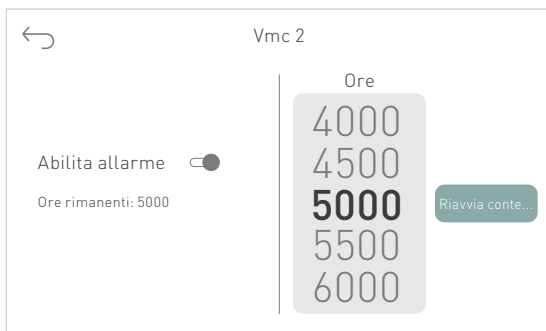 Vmc 2
Abilita allarme
Ore rimanenti: 5000
Ore
4000
4500
5000
5500
6000
Riavvia conte...